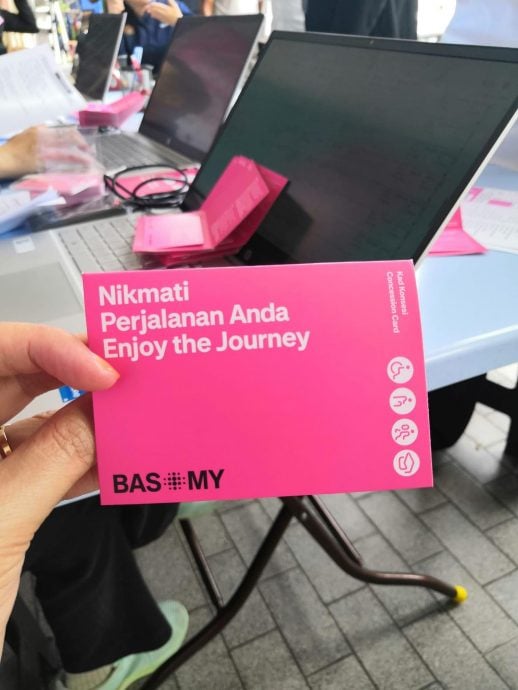 Nikmati
Perjalanan Anda
Enjoy the Journey
Kad Konsesi
Concession Card
BAS MY